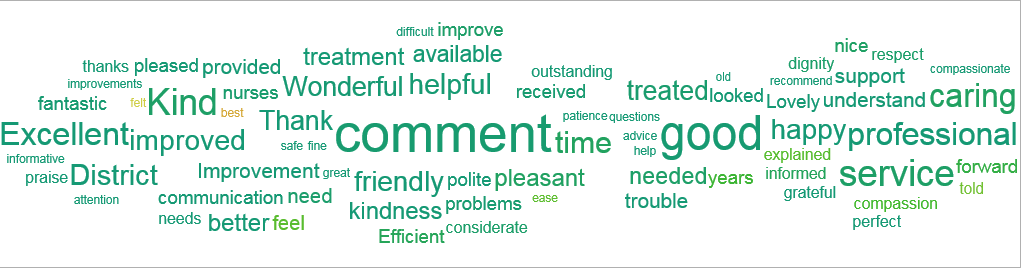 difficult improve
treatment available nice respect
thanks pleased provided dignity compassionate
improvements Wonderful helpful outstanding old recommend support
fantastic felt Kind nurses received treated looked Lovely understand caring
best Thank patience questions
Excellent improved comment time good happy professional
safe fine advice
informative help explained
praise District Improvement great friendly polite pleasant needed years informed service forward
attention communication need ease trouble grateful told
needs better feel kindness problems compassion
Efficient considerate perfect